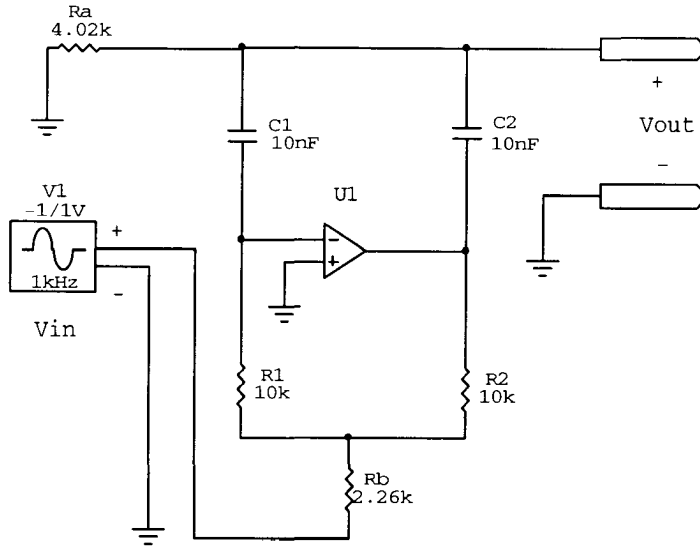 Ra
4.02k
C1
10nF
C2
10nF
+
Vout
-
U1
-
+
V1
-1/1V
+
1kHz
-
Vin
R1
10k
R2
10k
Rb
2.26k